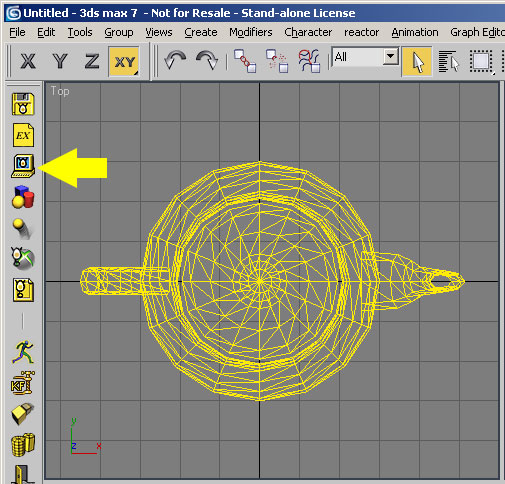 Untitled - 3ds max 7 - Not for Resale - Stand-alone License
File Edit Tools Group Views Create Modifiers Character reactor Animation Graph Edito
X Y Z XY All
Top
EX
KFI
y
z x